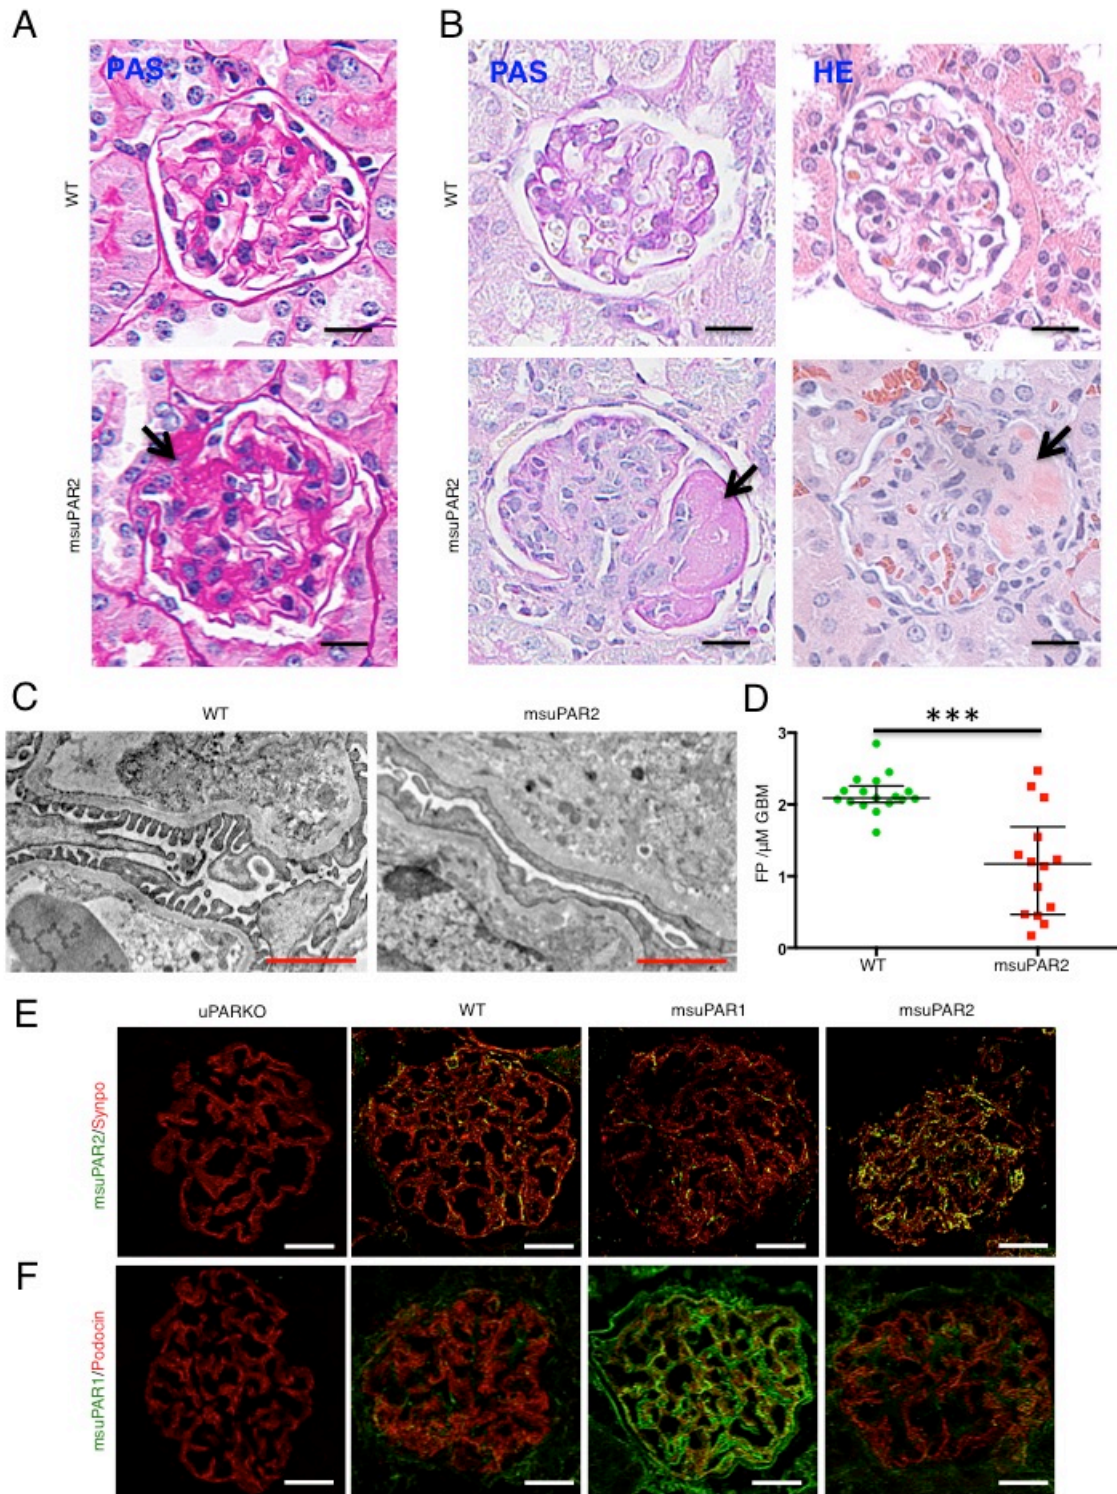 A
B
PAS
PAS
HE
WT
WT
msuPAR2
msuPAR2
C
WT
msuPAR2
D
***
3
2
1
0
FP /µM GBM
WT
msuPAR2
E
uPARKO
WT
msuPAR1
msuPAR2
msuPAR2/Synpo
F
msuPAR1/Podocin